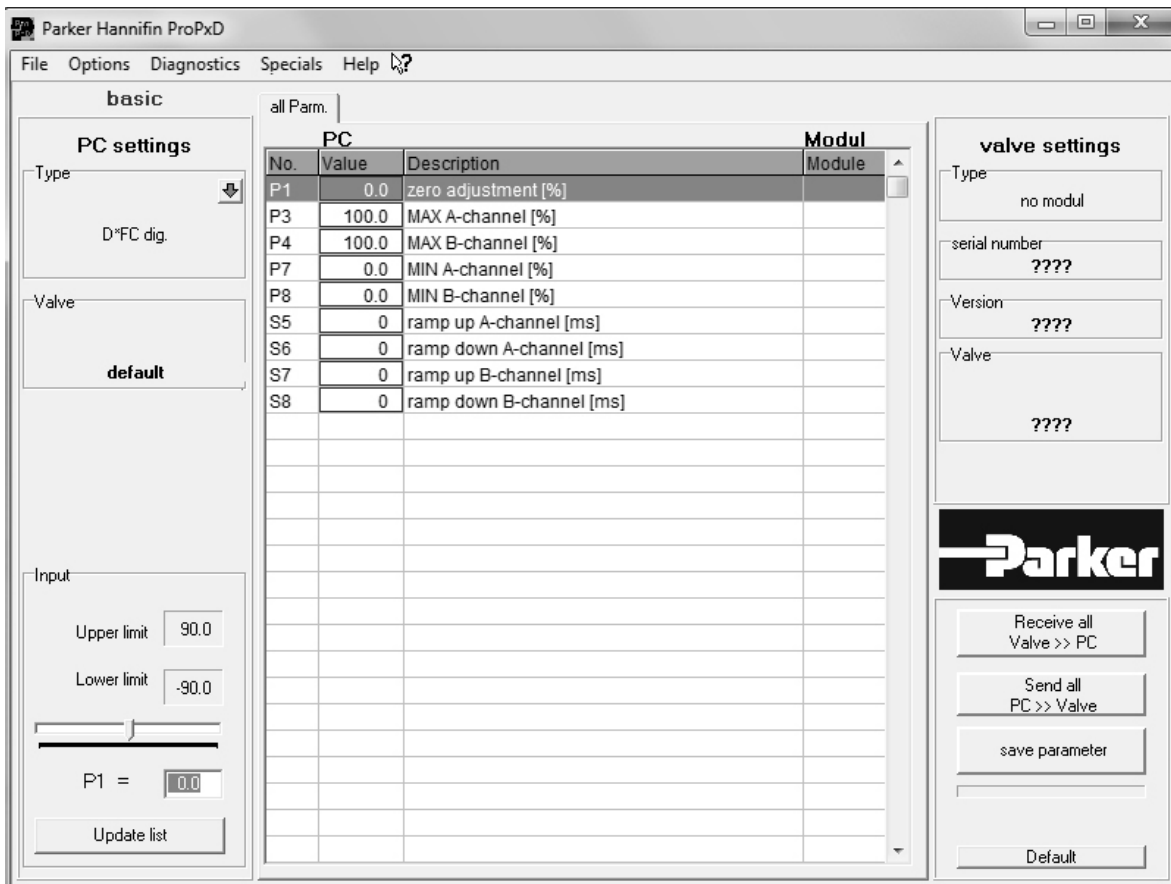 Parker Hannifin ProPxD
File Options Diagnostics Specials Help
basic
PC settings
Type
D*FC dig.
Valve
default
Input
Upper limit 90.0
Lower limit -90.0
P1 = 0.0
Update list
all Parm.
PC Modul
No. Value Description Module
P1 0.0 zero adjustment [%]
P3 100.0 MAX A-channel [%]
P4 100.0 MAX B-channel [%]
P7 0.0 MIN A-channel [%]
P8 0.0 MIN B-channel [%]
S5 0 ramp up A-channel [ms]
S6 0 ramp down A-channel [ms]
S7 0 ramp up B-channel [ms]
S8 0 ramp down B-channel [ms]
valve settings
Type
no modul
serial number
????
Version
????
Valve
????
Parker
Receive all
Valve >> PC
Send all
PC >> Valve
save parameter
Default